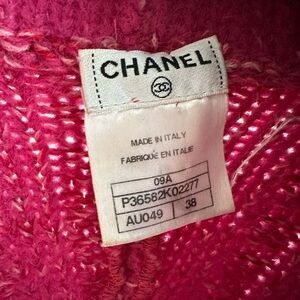 CHANEL
MADE IN ITALY
FABRIQUÉ EN ITALIE
09A
P36582K02277
AU049 38